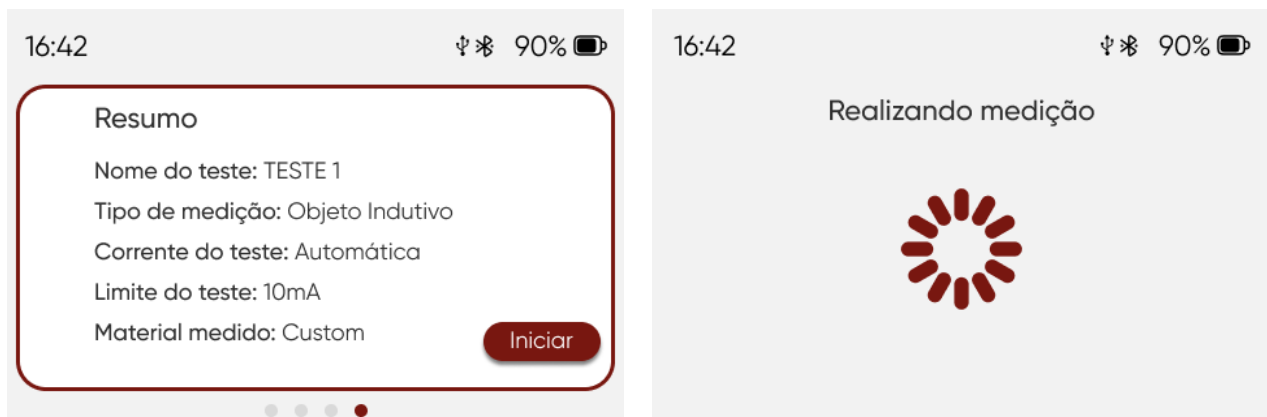 16:42
90%
Resumo
Nome do teste: TESTE 1
Tipo de medição: Objeto Indutivo
Corrente do teste: Automática
Limite do teste: 10mA
Material medido: Custom
Iniciar
16:42
90%
Realizando medição